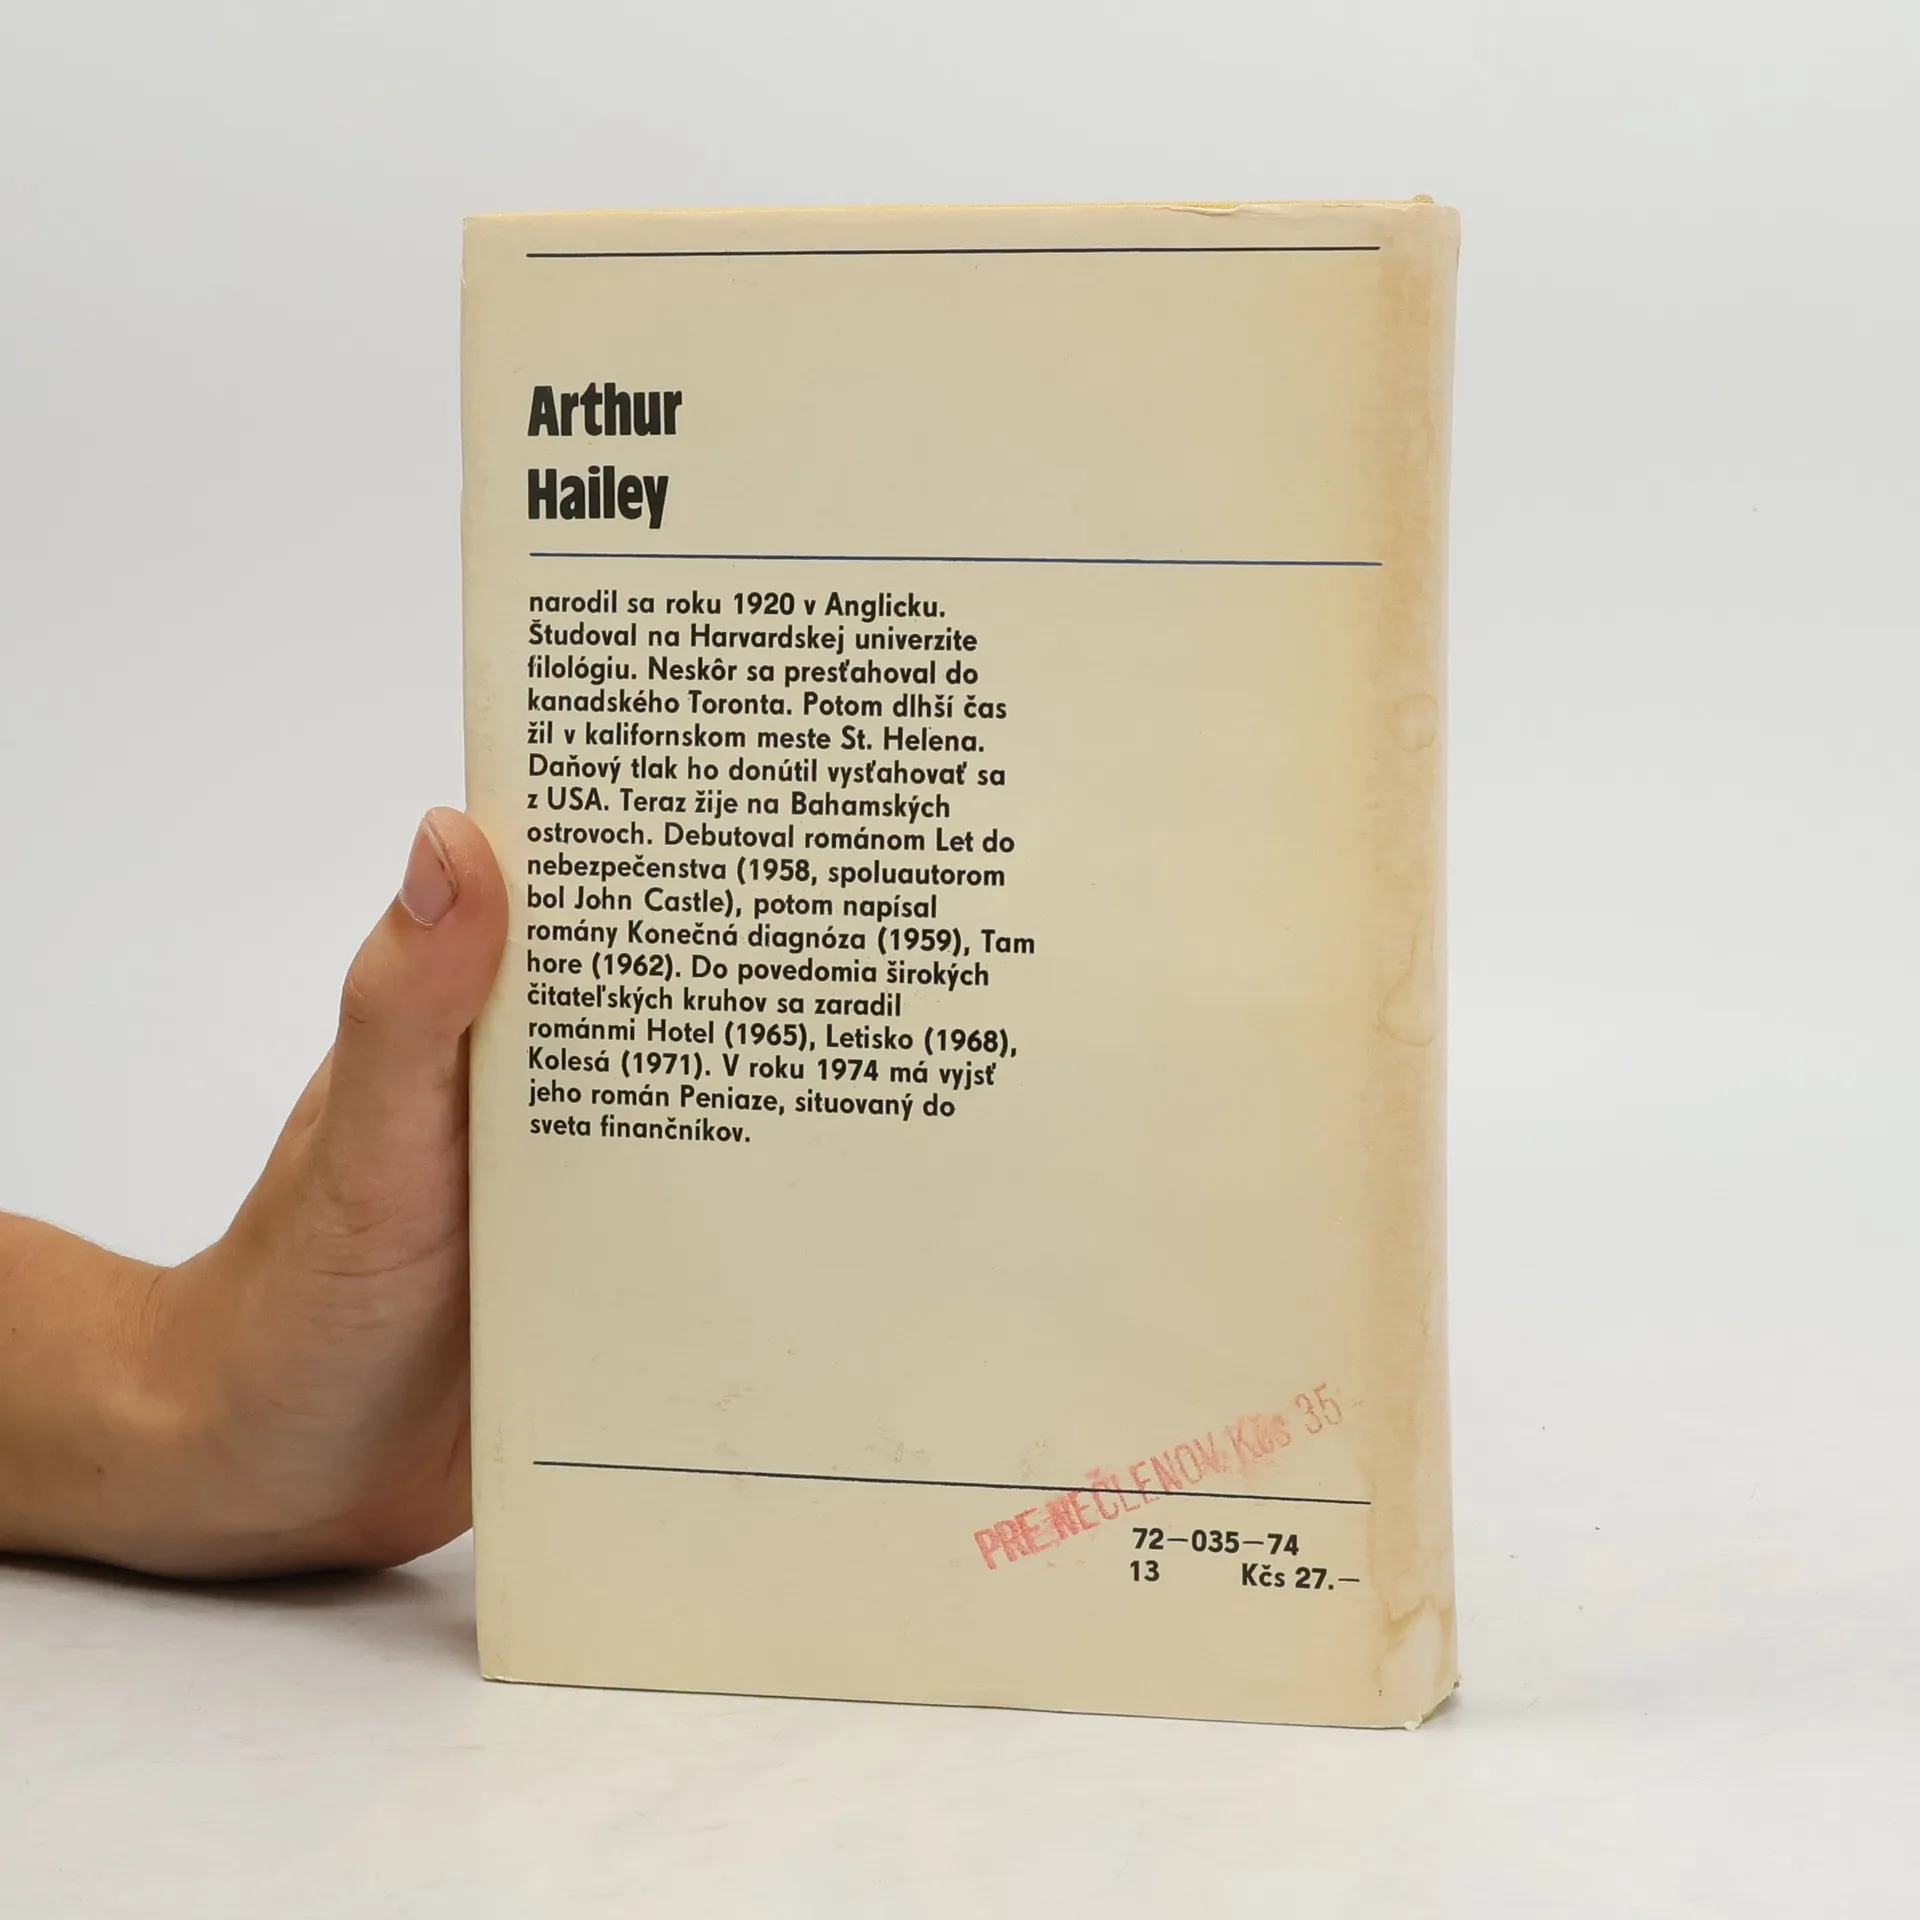 Arthur
Hailey
narodil sa roku 1920 v Anglicku.
Študoval na Harvardskej univerzite
filológiu. Neskôr sa presťahoval do
kanadského Toronta. Potom dlhší čas
žil v kalifornskom meste St. Helena.
Daňový tlak ho donútil vysťahovať sa
z USA. Teraz žije na Bahamských
ostrovoch. Debutoval románom Let do
nebezpečenstva (1958, spoluautorom
bol John Castle), potom napísal
romány Konečná diagnóza (1959), Tam
hore (1962). Do povedomia širokých
čitateľských kruhov sa zaradil
románmi Hotel (1965), Letisko (1968),
Kolesá (1971). V roku 1974 má vyjsť
jeho román Peniaze, situovaný do
sveta finančníkov.
PRE NEČLENOV Kčs 35
72—035—74
13 Kčs 27.—